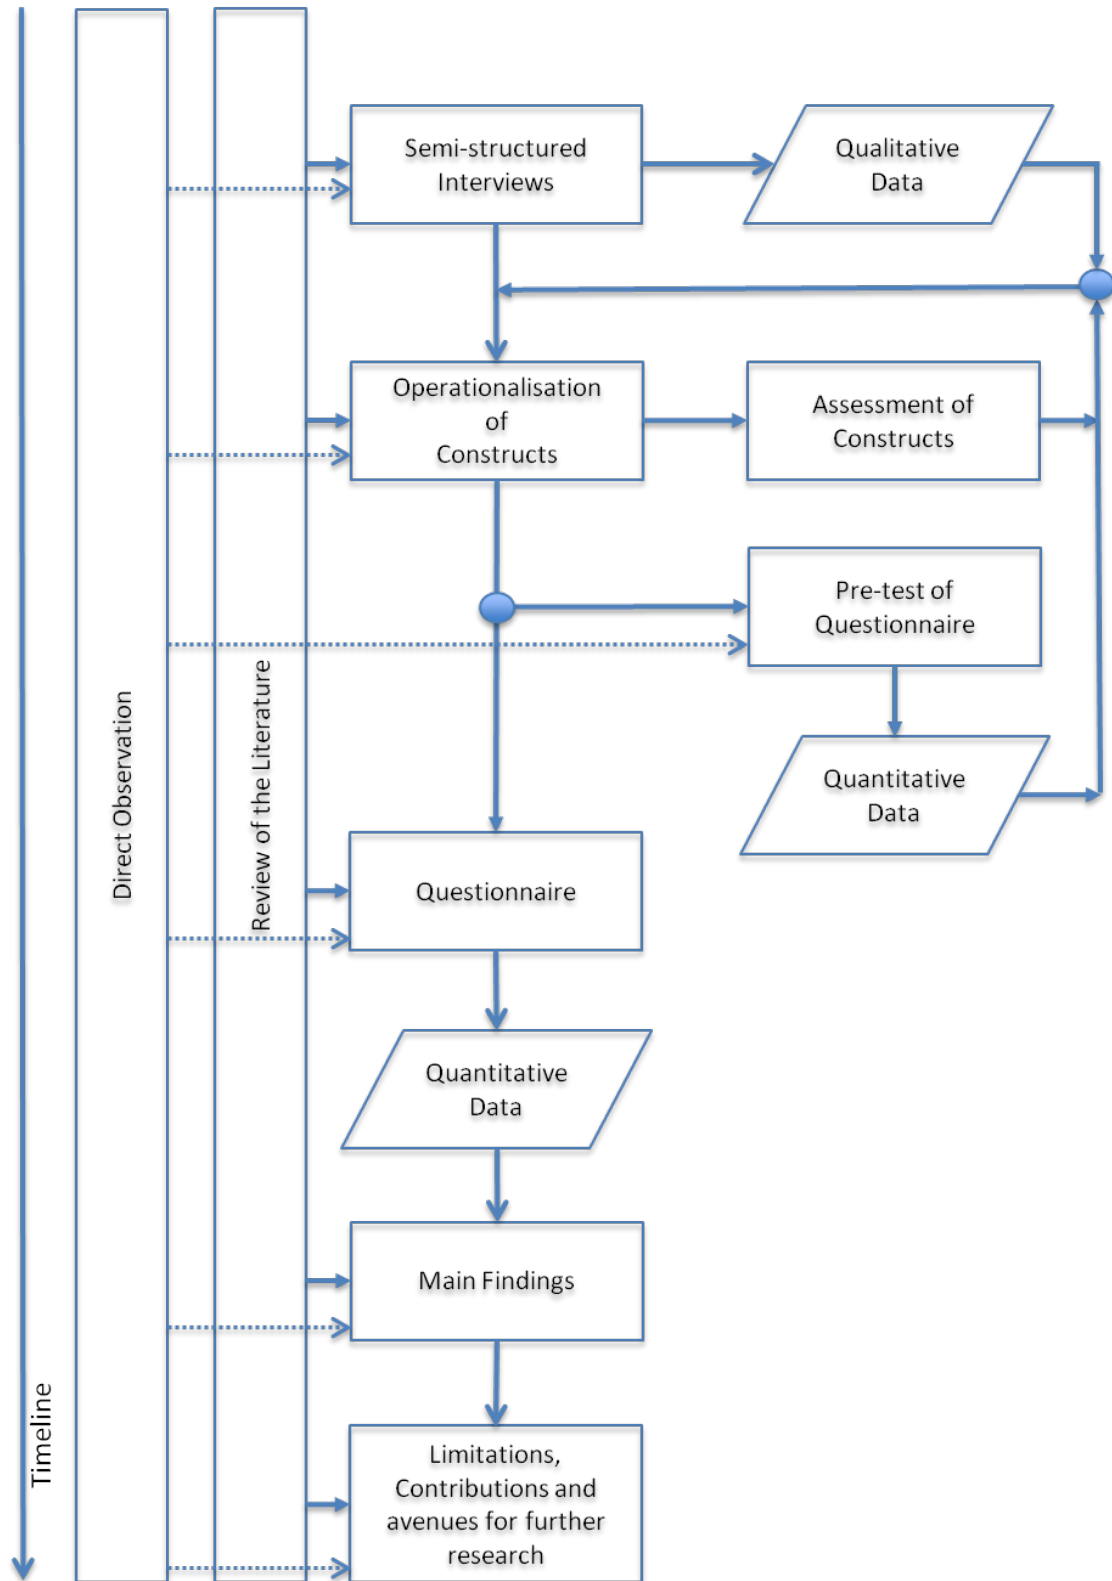 Semi-structured
Interviews
Qualitative
Data
Operationalisation
of
Constructs
Assessment of
Constructs
Pre-test of
Questionnaire
Direct Observation
Review of the Literature
Quantitative
Data
Questionnaire
Quantitative
Data
Main Findings
Timeline
Limitations,
Contributions and
avenues for further
research